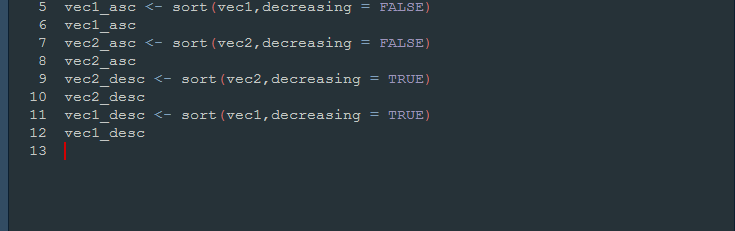 5 vec1_asc <- sort(vec1,decreasing = FALSE)
6 vec1_asc
7 vec2_asc <- sort(vec2,decreasing = FALSE)
8 vec2_asc
9 vec2_desc <- sort(vec2,decreasing = TRUE)
10 vec2_desc
11 vec1_desc <- sort(vec1,decreasing = TRUE)
12 vec1_desc
13